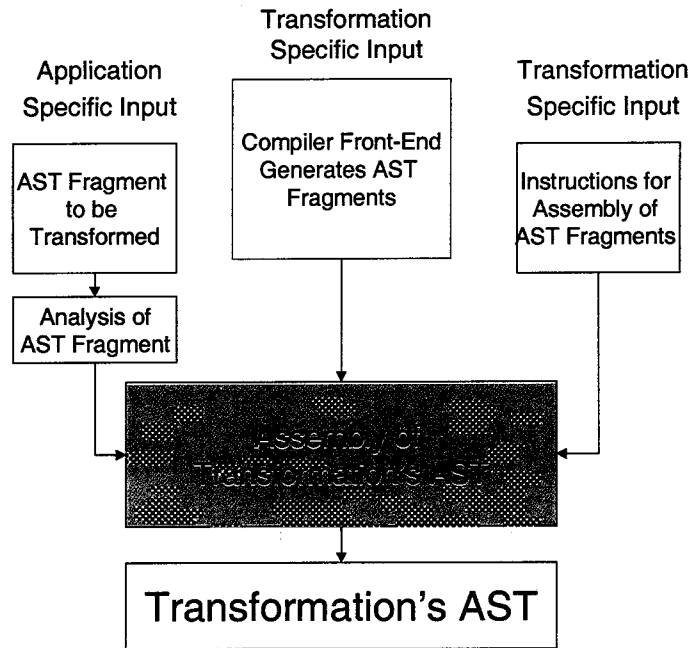 Transformation
Specific Input
Application
Specific Input
Transformation
Specific Input
Compiler Front-End
Generates AST
Fragments
AST Fragment
to be
Transformed
Instructions for
Assembly of
AST Fragments
Analysis of
AST Fragment
Assembly of
Transformation's AST
Transformation's AST